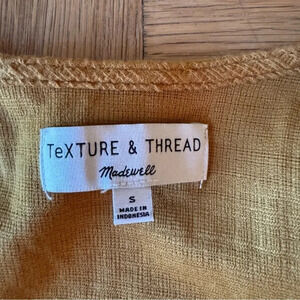 TeXTURE & THREAD
Madewell
S
MADE IN
INDONESIA